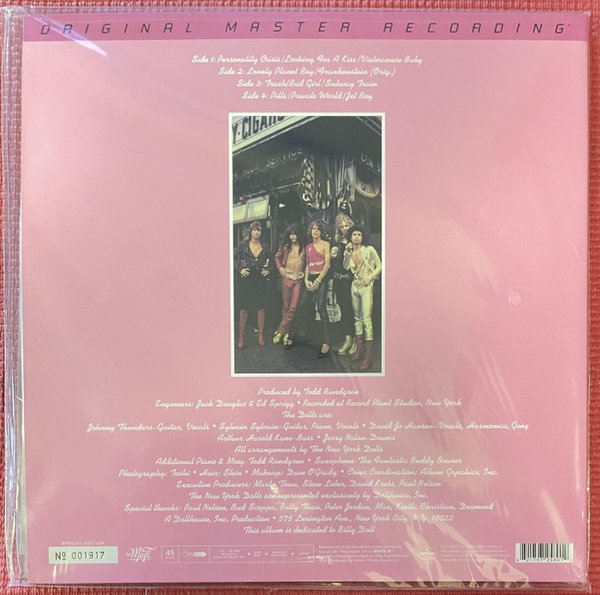 ORIGINAL MASTER RECORDING
Side 1: Personality Crisis/Looking For A Kiss/Vietnamese Baby
Side 2: Lonely Planet Boy/Frankenstein (Orig.)
Side 3: Trash/Bad Girl/Subway Train
Side 4: Pills/Private World/Jet Boy
Y-CIGARS
SERVICE
Produced by Todd Rundgren
Engineers: Jack Douglas & Ed Sprigg • Recorded at Record Plant Studios, New York
The Dolls are:
Johnny Thunders-Guitar, Vocals • Sylvain Sylvain-Guitar, Piano, Vocals • David Jo Hansen-Vocals, Harmonica, Gong
Arthur Harold Kane-Bass • Jerry Nolan-Drums
All arrangements by The New York Dolls
Additional Piano & Moog-Todd Rundgren • Saxophone-The Fantastic Buddy Bowser
Photography: Toshi • Hair: Shin • Makeup: Dave O'Grady • Cover Coordination: Album Grpahics, Inc.
Executive Producers: Marty Thau, Steve Leber, David Krebs, Paul Nelson
The New York Dolls are represented exclusively by Dollhouse, Inc.
Special thanks: Paul Nelson, Bud Scoppa, Betty Thau, Peter Jordan, Max, Keeth, Christian, Desmond
A Dollhouse, Inc. Production • 575 Lexington Ave., New York City, N.Y. 10022
This album is dedicated to Billy Doll
SPECIAL EDITION
No 001917
MoFi
45